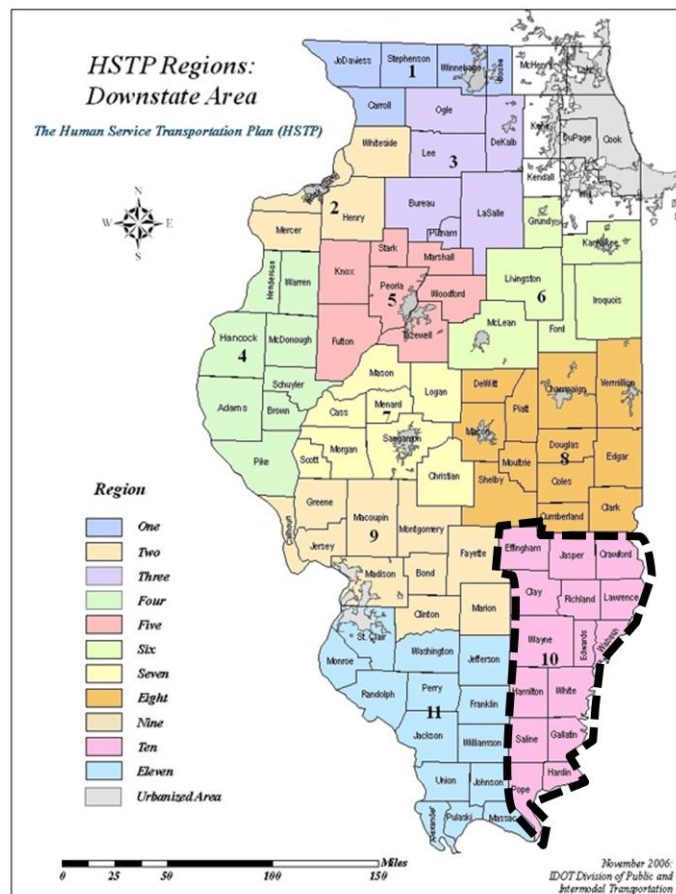 HSTP Regions:
Downstate Area
The Human Service Transportation Plan (HSTP)
JoDaviess
Stephenson
Winnebago
Boone
McHenry
Lake
1
Carroll
Ogle
Whiteside
Lee
3
DeKalb
Kane
DuPage
Cook
Kendall
Will
2
Henry
Mercer
Bureau
Putnam
LaSalle
Grundy
Kankakee
N
W
E
S
Henderson
Warren
Knox
Stark
Marshall
Peoria
5
Woodford
Tazewell
Fulton
Livingston
6
Iroquois
McLean
Ford
Hancock
4
McDonough
Schuyler
Adams
Brown
Pike
Mason
Logan
Menard
7
Cass
Sangamon
Morgan
Scott
Christian
DeWitt
Piatt
Champaign
Vermillion
Macon
Douglas
8
Edgar
Moultrie
Coles
Shelby
Clark
Cumberland
Greene
Calhoun
Jersey
Macoupin
9
Montgomery
Fayette
Madison
Bond
Clinton
Marion
Effingham
Jasper
Crawford
Clay
Richland
Lawrence
Wayne
10
Edwards
Wabash
Hamilton
White
Saline
Gallatin
Hardin
Pope
St. Clair
Monroe
Washington
Jefferson
Randolph
Perry
Franklin
11
Jackson
Williamson
Union
Johnson
Alexander
Pulaski
Massac
Region
One
Two
Three
Four
Five
Six
Seven
Eight
Nine
Ten
Eleven
Urbanized Area
Miles
0 25 50 100 150
November 2006:
IDOT Division of Public and
Intermodal Transportation